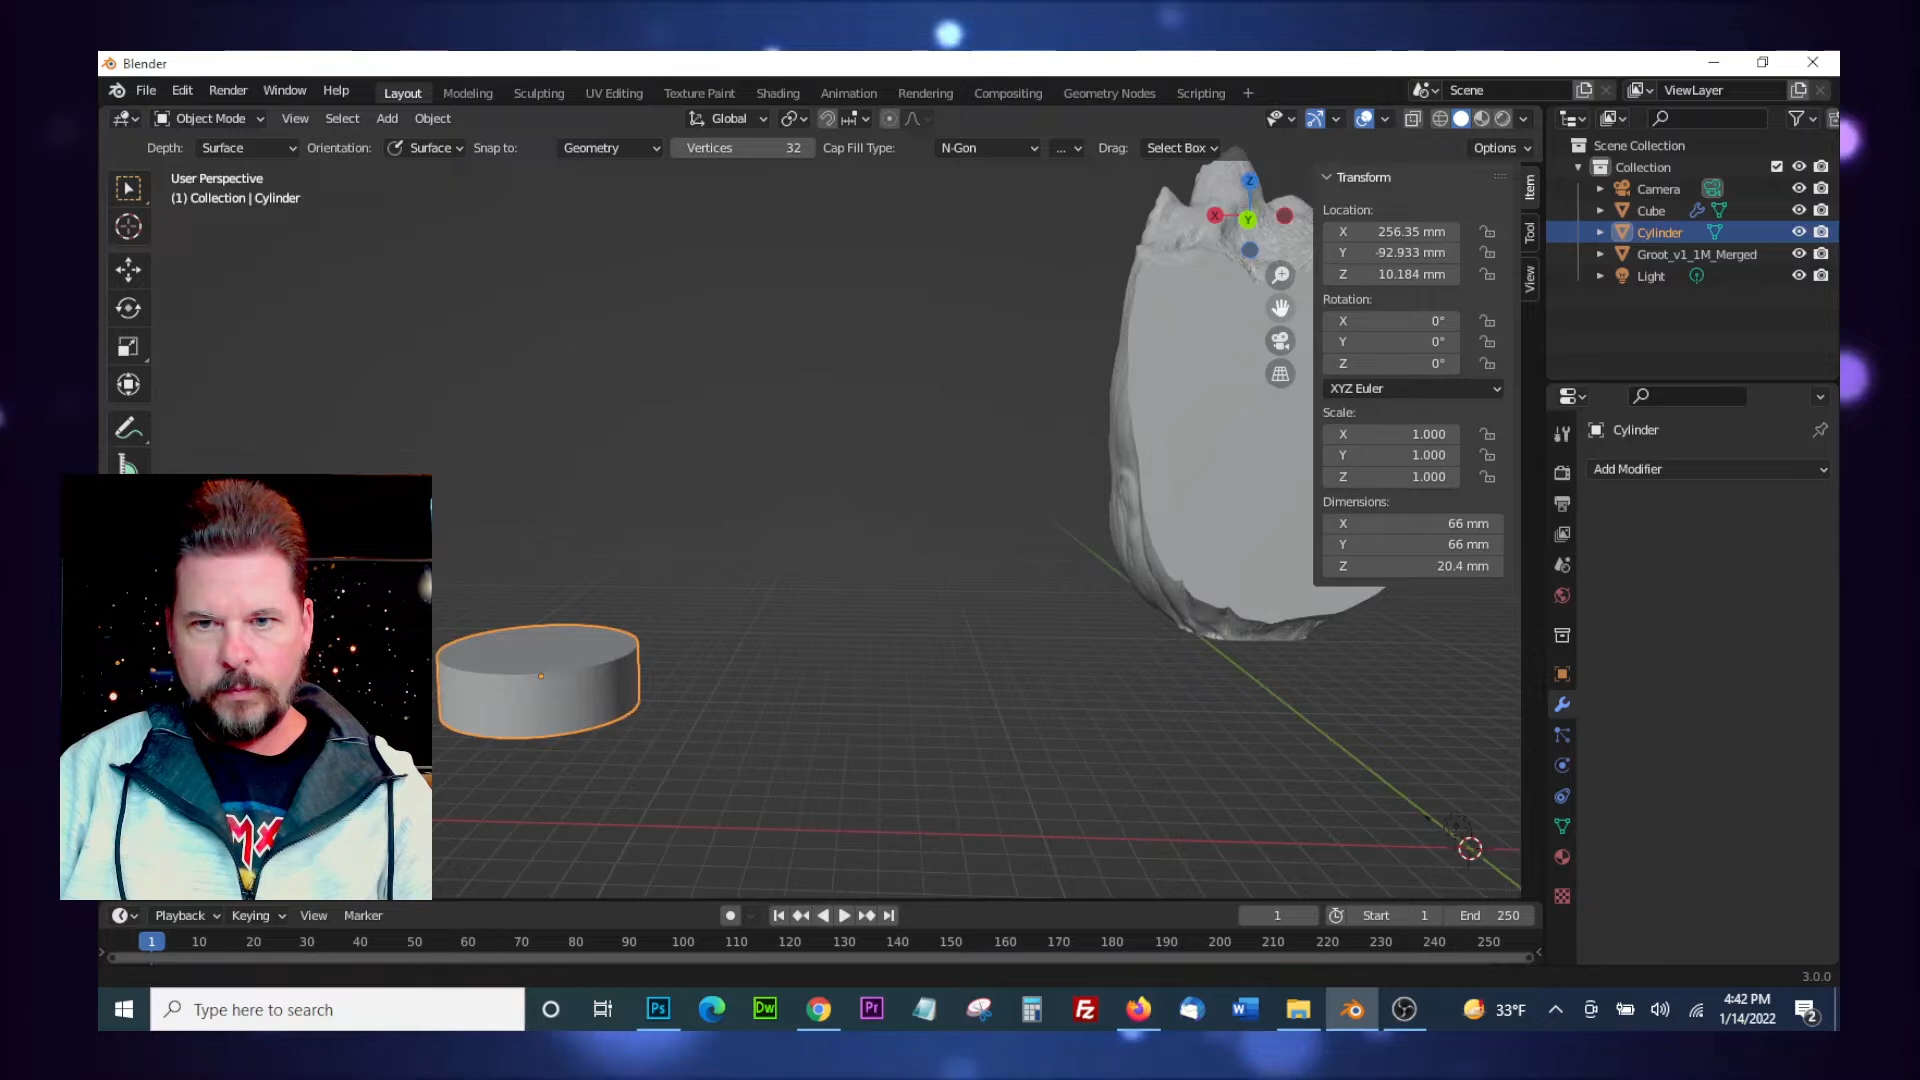 Blender
File Edit Render Window Help Layout Modeling Sculpting UV Editing Texture Paint Shading Animation Rendering Compositing Geometry Nodes Scripting + Scene ViewLayer
Object Mode View Select Add Object Global
Depth: Surface Orientation: Surface Snap to: Geometry Vertices 32 Cap Fill Type: N-Gon ... Drag: Select Box Options
User Perspective
(1) Collection | Cylinder
Z
X
Y
Transform
Location:
X 256.35 mm
Y -92.933 mm
Z 10.184 mm
Rotation:
X 0°
Y 0°
Z 0°
XYZ Euler
Scale:
X 1.000
Y 1.000
Z 1.000
Dimensions:
X 66 mm
Y 66 mm
Z 20.4 mm
Item
Tool
View
Scene Collection
Collection
Camera
Cube
Cylinder
Groot_v1_1M_Merged
Light
Cylinder
Add Modifier
Playback Keying View Marker 1 Start 1 End 250
1 10 20 30 40 50 60 70 80 90 100 110 120 130 140 150 160 170 180 190 200 210 220 230 240 250
3.0.0
Type here to search
Ps Dw Pr Fz W
33°F
4:42 PM
1/14/2022
2